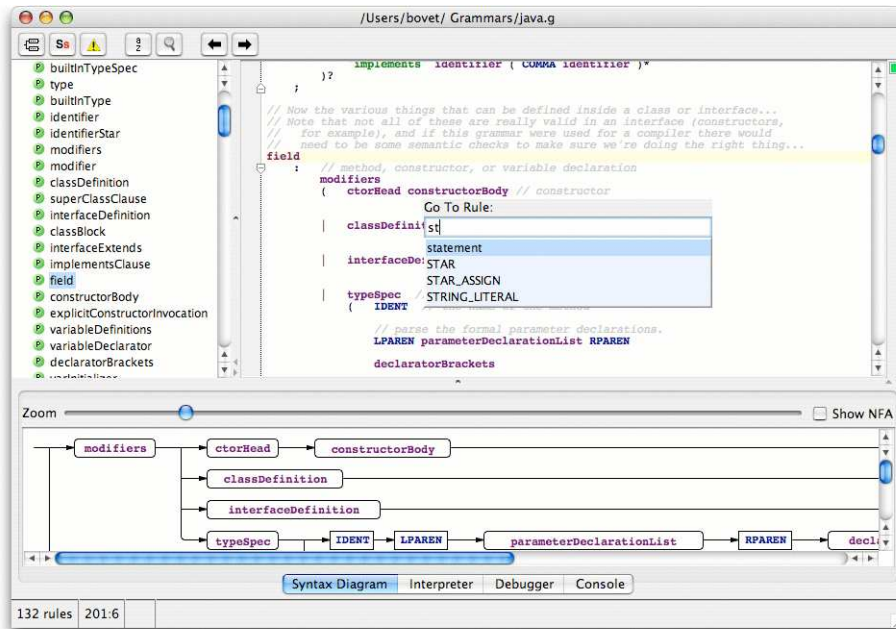 /Users/bovet/ Grammars/java.g
Ss
a
z
builtInTypeSpec
type
builtInType
identifier
identifierStar
modifiers
modifier
classDefinition
superClassClause
interfaceDefinition
classBlock
interfaceExtends
implementsClause
field
constructorBody
explicitConstructorInvocation
variableDefinitions
variableDeclarator
declaratorBrackets
varInitializer
implements identifier ( COMMA identifier )*
)?
;
// Now the various things that can be defined inside a class or interface...
// Note that not all of these are really valid in an interface (constructors,
// for example), and if this grammar were used for a compiler there would
// need to be some semantic checks to make sure we're doing the right thing...
field
: // method, constructor, or variable declaration
modifiers
( ctorHead constructorBody // constructor
| classDefinit
| interfaceDe
| typeSpec /
( IDENT
// parse the formal parameter declarations.
LPAREN parameterDeclarationList RPAREN
declaratorBrackets
Go To Rule:
st
statement
STAR
STAR_ASSIGN
STRING_LITERAL
Zoom
Show NFA
modifiers ctorHead constructorBody
classDefinition
interfaceDefinition
typeSpec IDENT LPAREN parameterDeclarationList RPAREN decla
Syntax Diagram Interpreter Debugger Console
132 rules 201:6